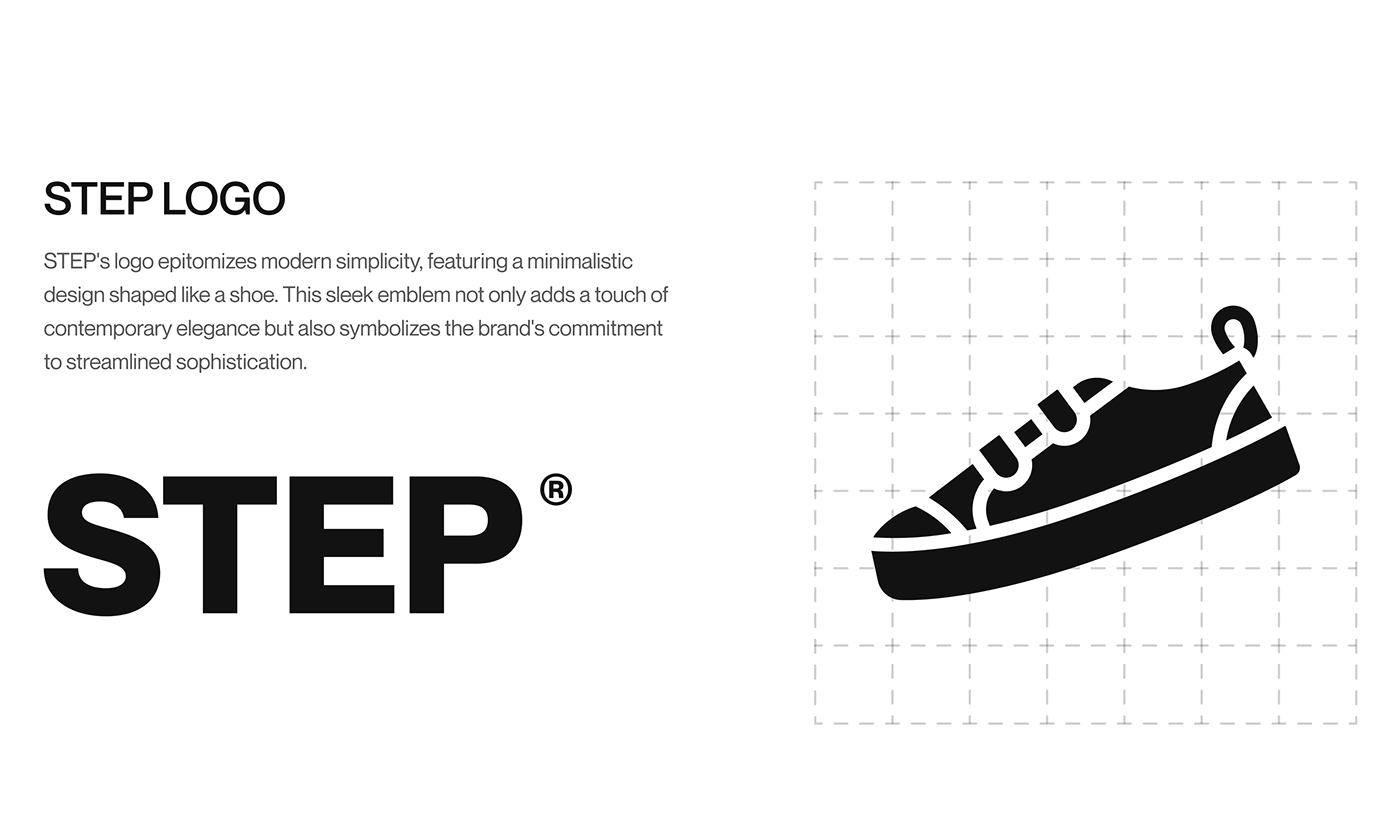 STEP LOGO
STEP's logo epitomizes modern simplicity, featuring a minimalistic
design shaped like a shoe. This sleek emblem not only adds a touch of
contemporary elegance but also symbolizes the brand's commitment
to streamlined sophistication.
STEP ®